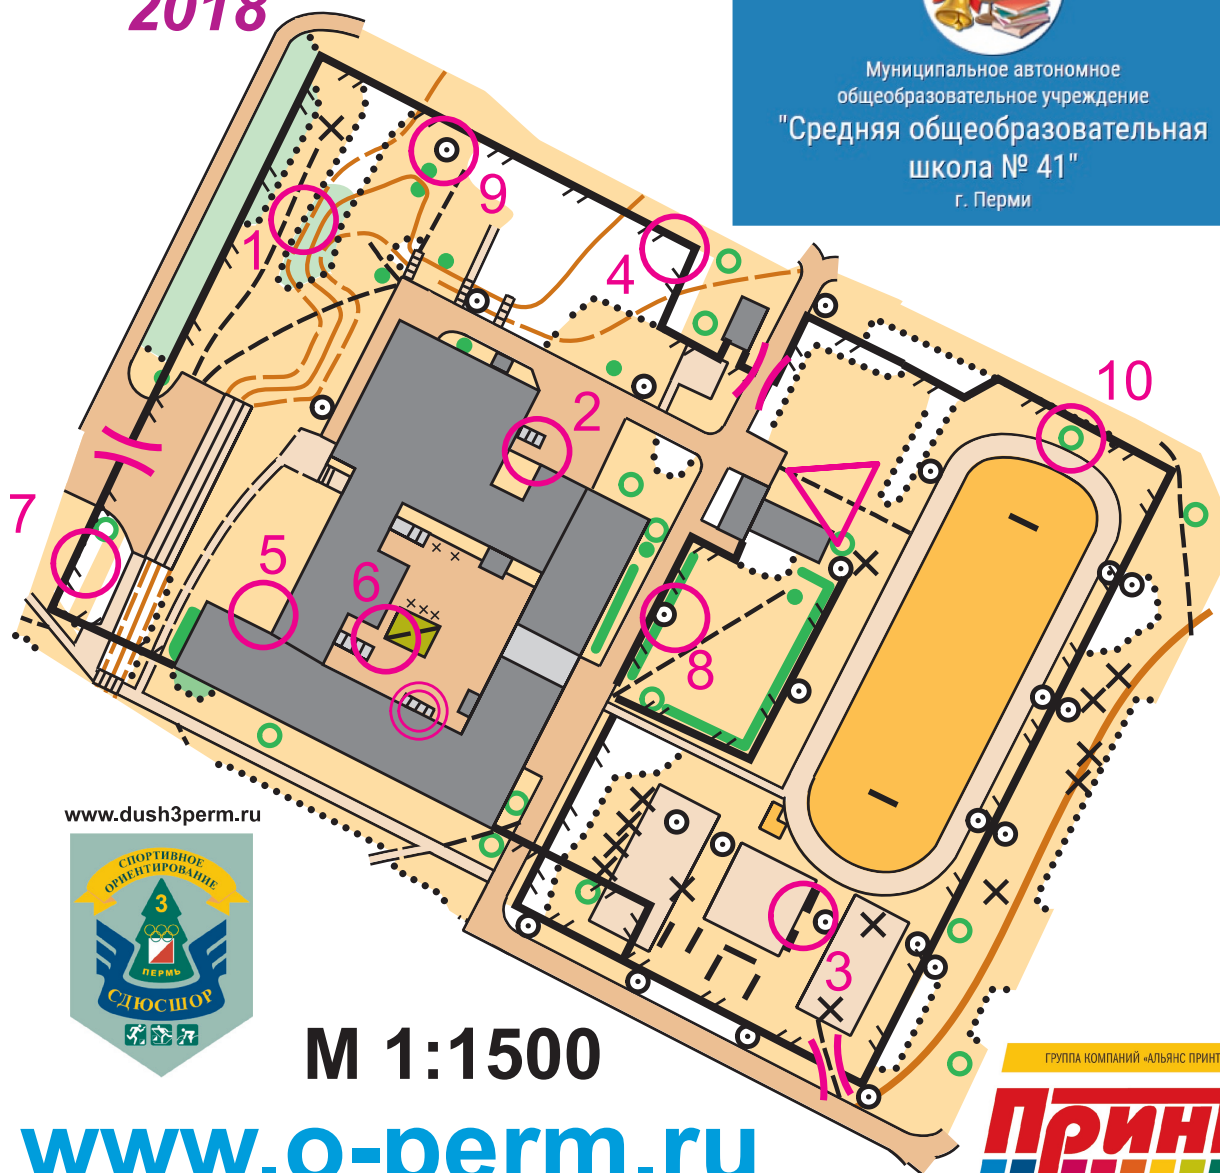 2018
Муниципальное автономное
общеобразовательное учреждение
"Средняя общеобразовательная
школа № 41"
г. Перми
9
1
4
10
2
7
5
6
8
3
www.dush3perm.ru
СПОРТИВНОЕ
ОРИЕНТИРОВАНИЕ
3
ПЕРМЬ
СДЮСШОР
М 1:1500
www.o-perm.ru
ГРУППА КОМПАНИЙ «АЛЬЯНС ПРИНТ